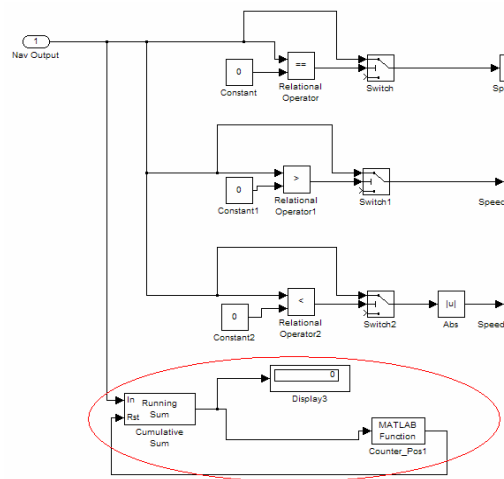 1
Nav Output
0
Constant
==
Relational
Operator
Switch
Sp
0
Constant1
>
Relational
Operator1
Switch1
Speed
0
Constant2
<
Relational
Operator2
Switch2
|u|
Abs
Speed
In
Rst
Running
Sum
Cumulative
Sum
0
Display3
MATLAB
Function
Counter_Pos1